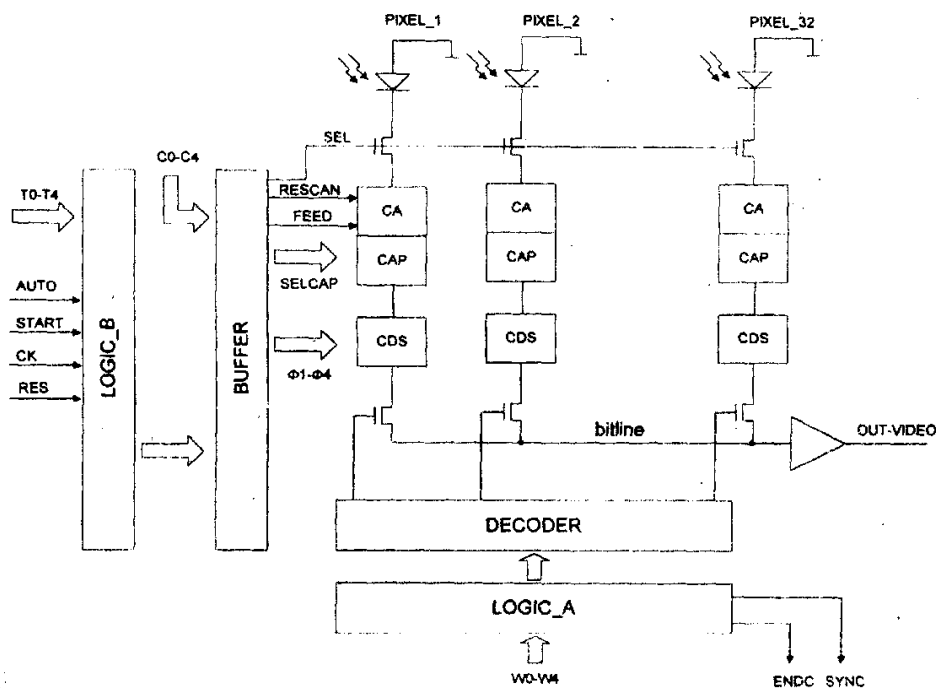 PIXEL_1
PIXEL_2
PIXEL_32
SEL
C0-C4
T0-T4
RESCAN
CA
CA
CA
FEED
CAP
CAP
CAP
SELCAP
AUTO
START
CK
RES
LOGIC_B
BUFFER
CDS
CDS
CDS
Φ1-Φ4
bitline
OUT-VIDEO
DECODER
LOGIC_A
W0-W4
ENDC
SYNC